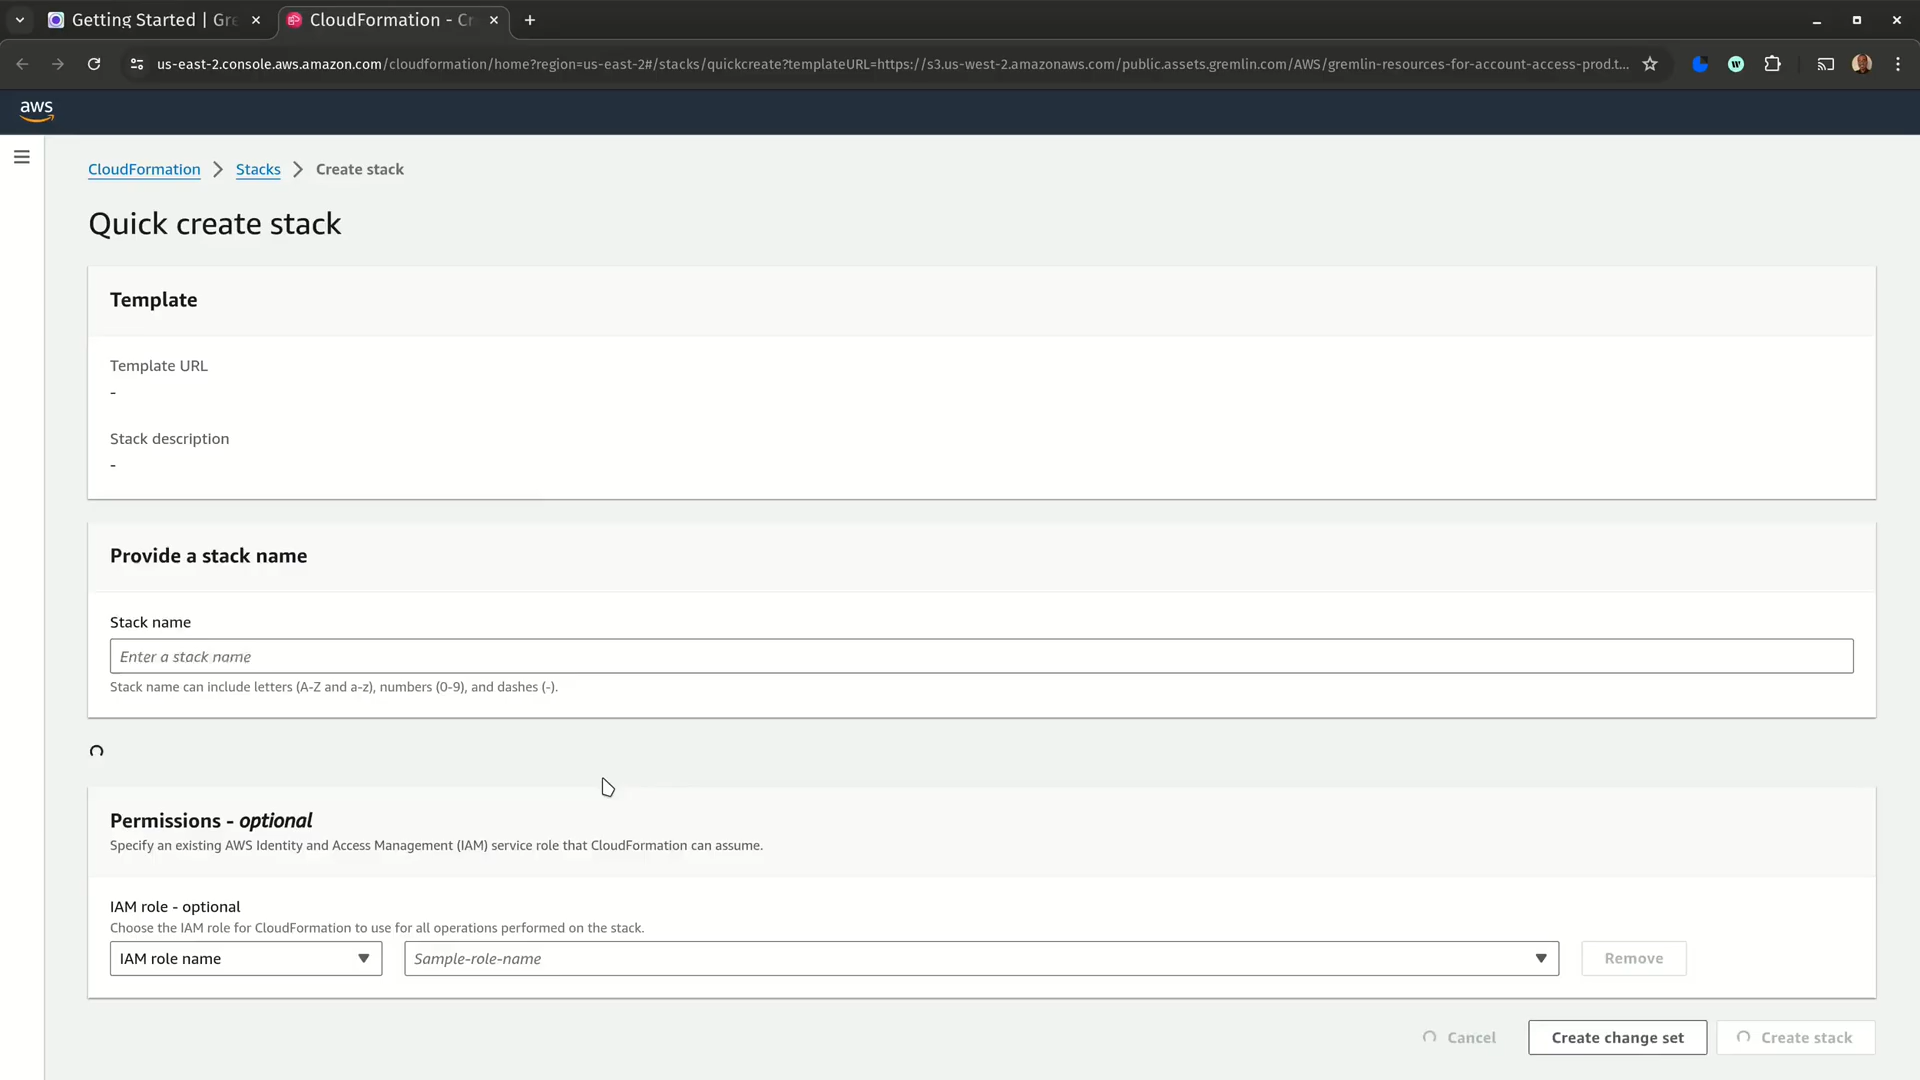 Getting Started | Gre
CloudFormation - Cr
us-east-2.console.aws.amazon.com/cloudformation/home?region=us-east-2#/stacks/quickcreate?templateURL=https://s3.us-west-2.amazonaws.com/public.assets.gremlin.com/AWS/gremlin-resources-for-account-access-prod.t...
aws
CloudFormation > Stacks > Create stack
Quick create stack
Template
Template URL
-
Stack description
-
Provide a stack name
Stack name
Enter a stack name
Stack name can include letters (A-Z and a-z), numbers (0-9), and dashes (-).
Permissions - optional
Specify an existing AWS Identity and Access Management (IAM) service role that CloudFormation can assume.
IAM role - optional
Choose the IAM role for CloudFormation to use for all operations performed on the stack.
IAM role name
Sample-role-name
Remove
Cancel
Create change set
Create stack